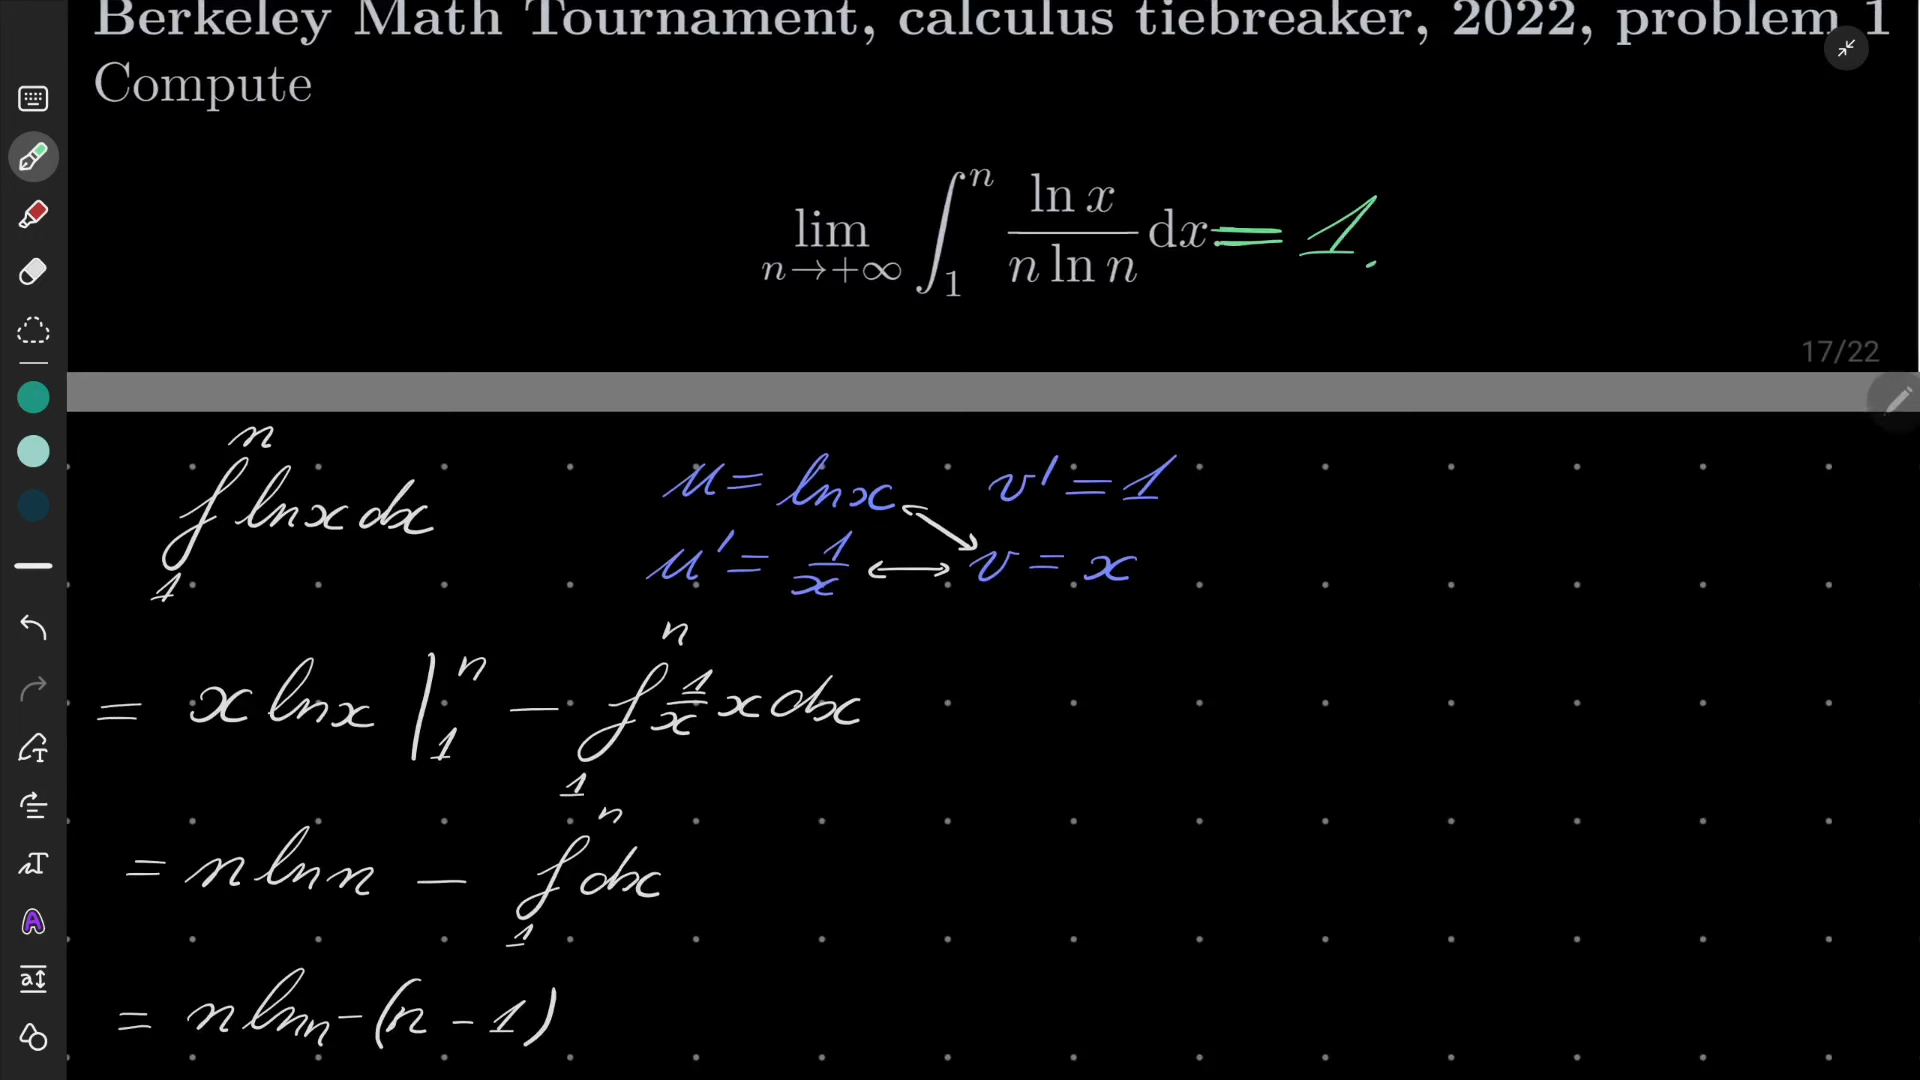 Berkeley Math Tournament, calculus tiebreaker, 2022, problem 1
Compute
lim_{n→+∞} ∫_1^n (ln x)/(n ln n) dx = 1.
17/22
∫_1^n ln x dx
u = ln x v' = 1
u' = 1/x v = x
= x ln x |_1^n − ∫_1^n 1/x x dx
= n ln n − ∫_1^n dx
= n ln n − (n − 1)